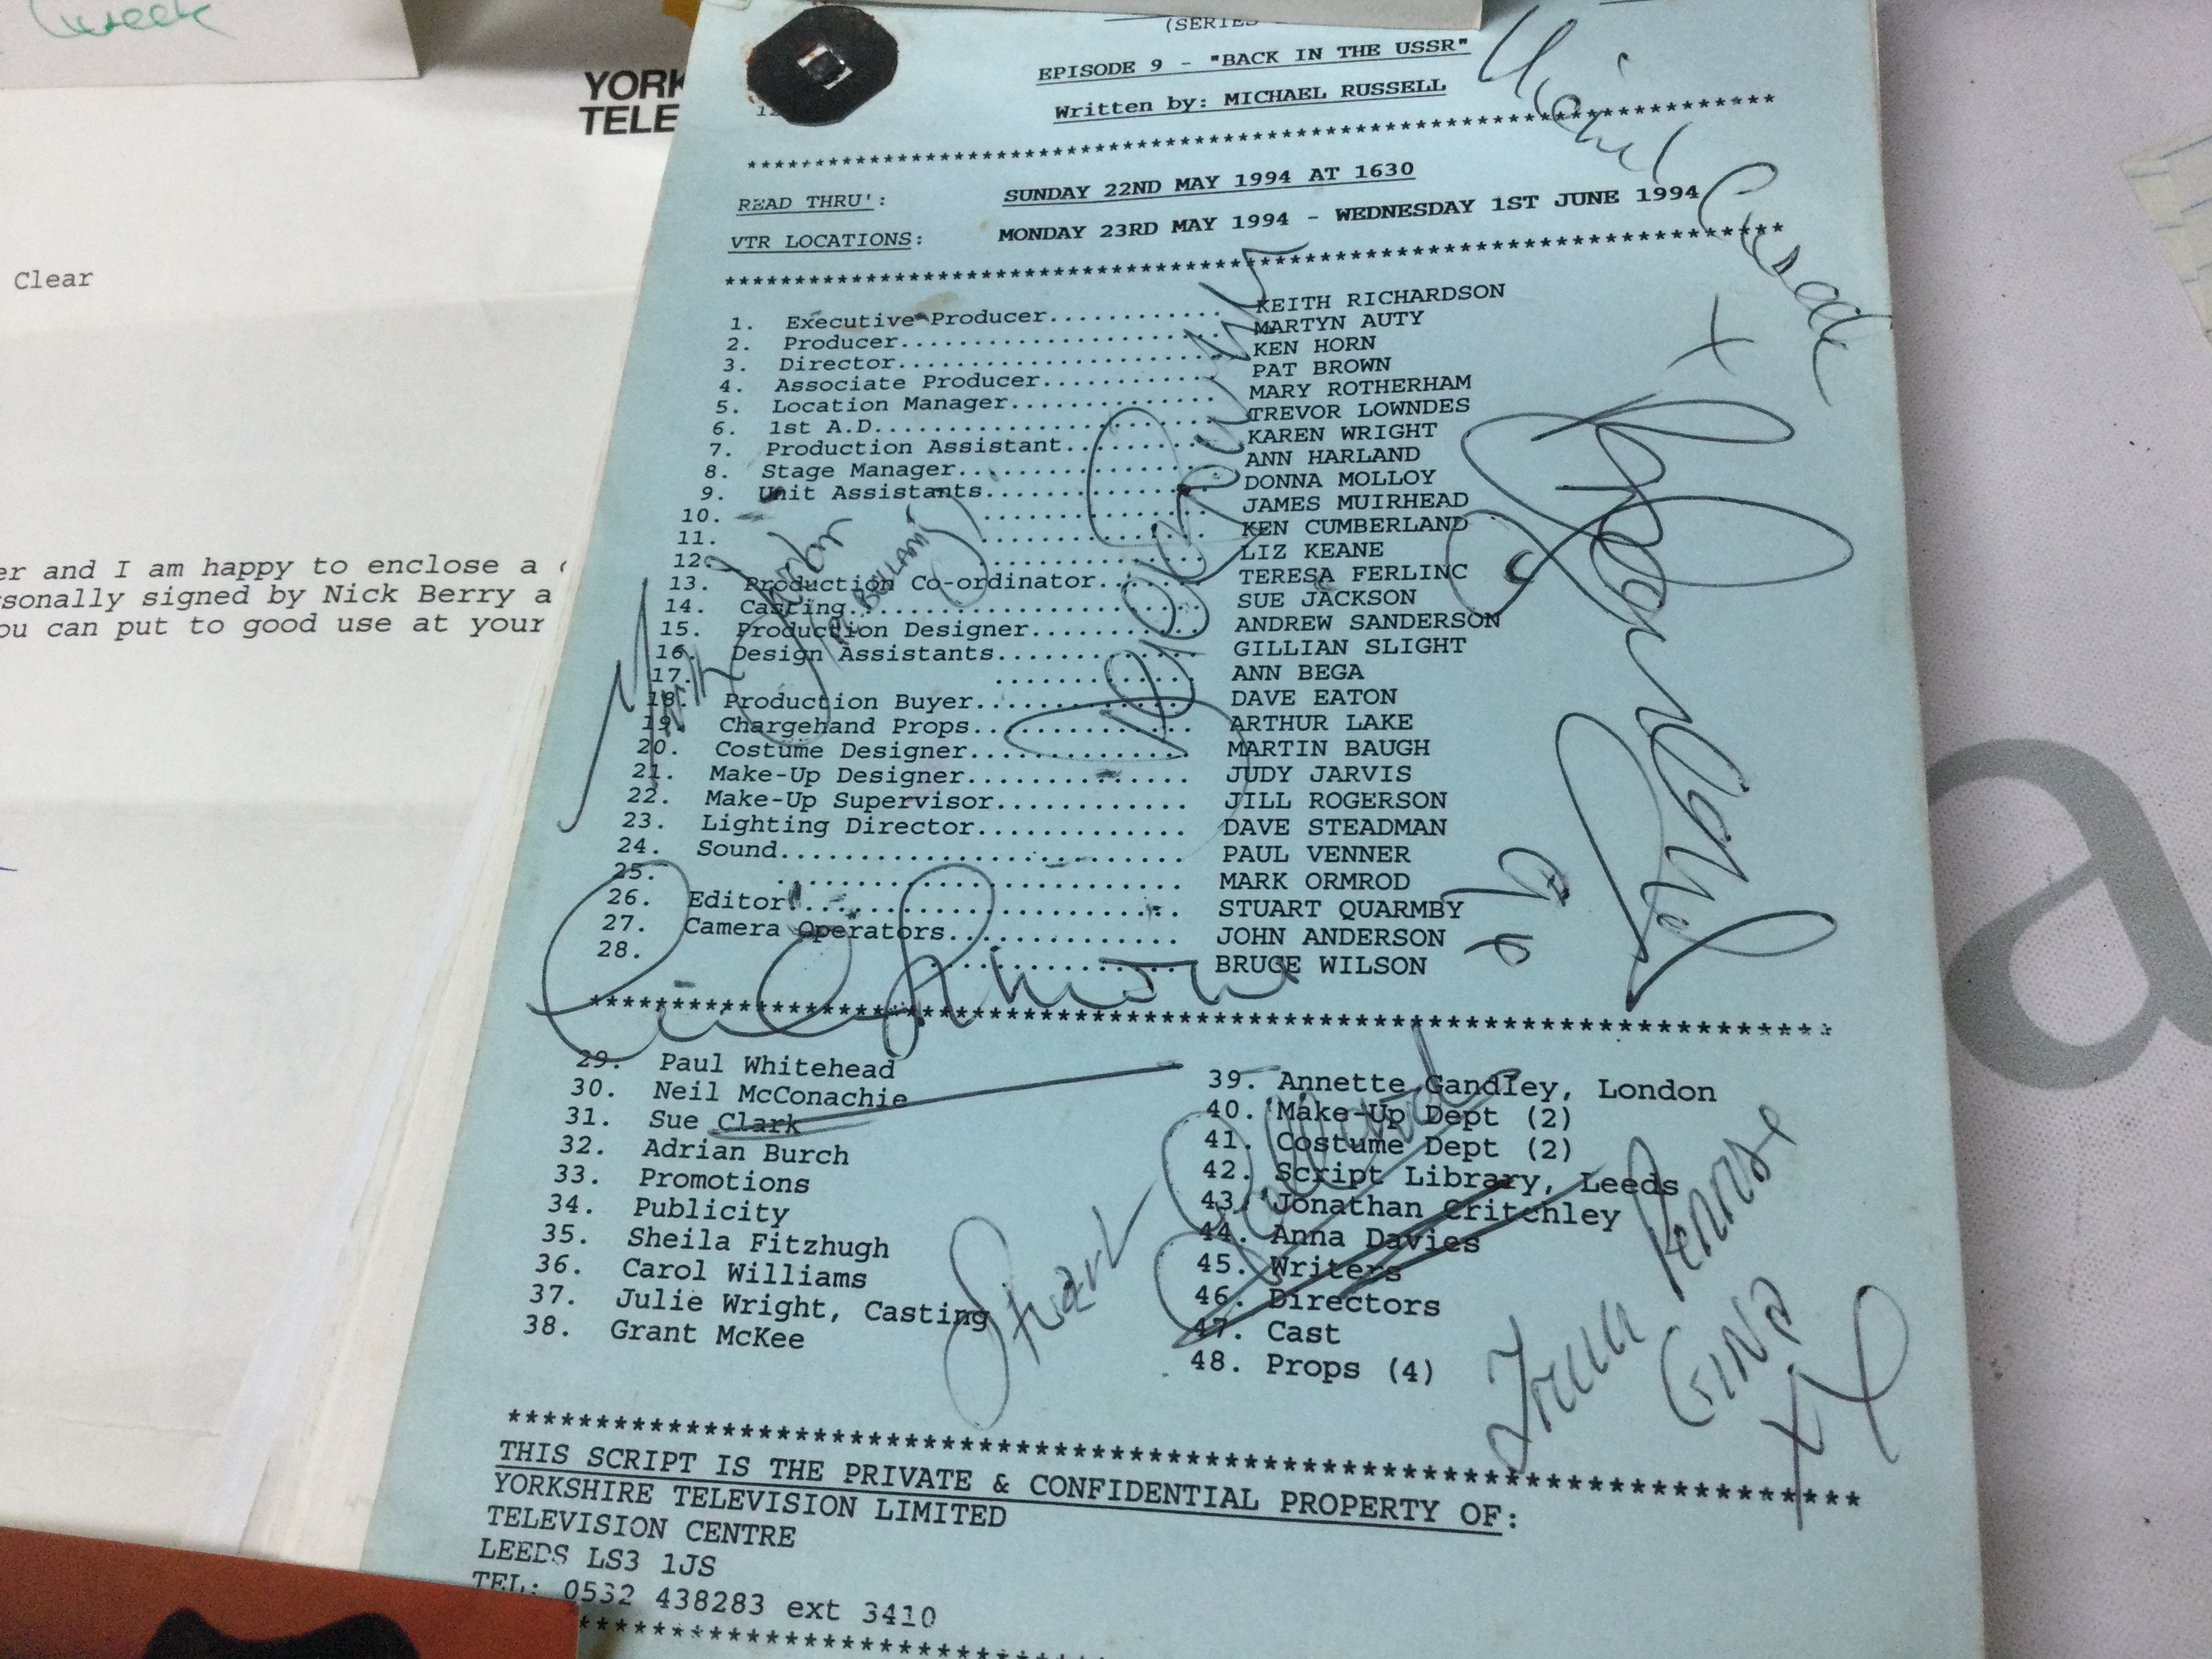 week
YORK
TELE
Clear
er and I am happy to enclose a
sonally signed by Nick Berry a
ou can put to good use at your
(SERIES
EPISODE 9 - "BACK IN THE USSR"
Written by: MICHAEL RUSSELL
************************************************************
READ THRU': SUNDAY 22ND MAY 1994 AT 1630
VTR LOCATIONS: MONDAY 23RD MAY 1994 - WEDNESDAY 1ST JUNE 1994
************************************************************
1. Executive Producer............ KEITH RICHARDSON
2. Producer...................... MARTYN AUTY
3. Director...................... KEN HORN
4. Associate Producer............ PAT BROWN
5. Location Manager.............. MARY ROTHERHAM
6. 1st A.D....................... TREVOR LOWNDES
7. Production Assistant.......... KAREN WRIGHT
8. Stage Manager................. ANN HARLAND
9. Unit Assistants............... DONNA MOLLOY
10. ............... JAMES MUIRHEAD
11. ............... KEN CUMBERLAND
12. ............... LIZ KEANE
13. Production Co-ordinator....... TERESA FERLINC
14. Casting....................... SUE JACKSON
15. Production Designer........... ANDREW SANDERSON
16. Design Assistants............. GILLIAN SLIGHT
17. ............. ANN BEGA
18. Production Buyer.............. DAVE EATON
19. Chargehand Props.............. ARTHUR LAKE
20. Costume Designer.............. MARTIN BAUGH
21. Make-Up Designer.............. JUDY JARVIS
22. Make-Up Supervisor............ JILL ROGERSON
23. Lighting Director............. DAVE STEADMAN
24. Sound......................... PAUL VENNER
25. ......................... MARK ORMROD
26. Editor........................ STUART QUARMBY
27. Camera Operators.............. JOHN ANDERSON
28. .............. BRUCE WILSON
************************************************************
29. Paul Whitehead
30. Neil McConachie
31. Sue Clark
32. Adrian Burch
33. Promotions
34. Publicity
35. Sheila Fitzhugh
36. Carol Williams
37. Julie Wright, Casting
38. Grant McKee
39. Annette Gandley, London
40. Make-Up Dept (2)
41. Costume Dept (2)
42. Script Library, Leeds
43. Jonathan Critchley
44. Anna Davies
45. Writers
46. Directors
47. Cast
48. Props (4)
Stuart Golland
GINA
************************************************************
THIS SCRIPT IS THE PRIVATE & CONFIDENTIAL PROPERTY OF:
YORKSHIRE TELEVISION LIMITED
TELEVISION CENTRE
LEEDS LS3 1JS
TEL: 0532 438283 ext 3410
******************************
a